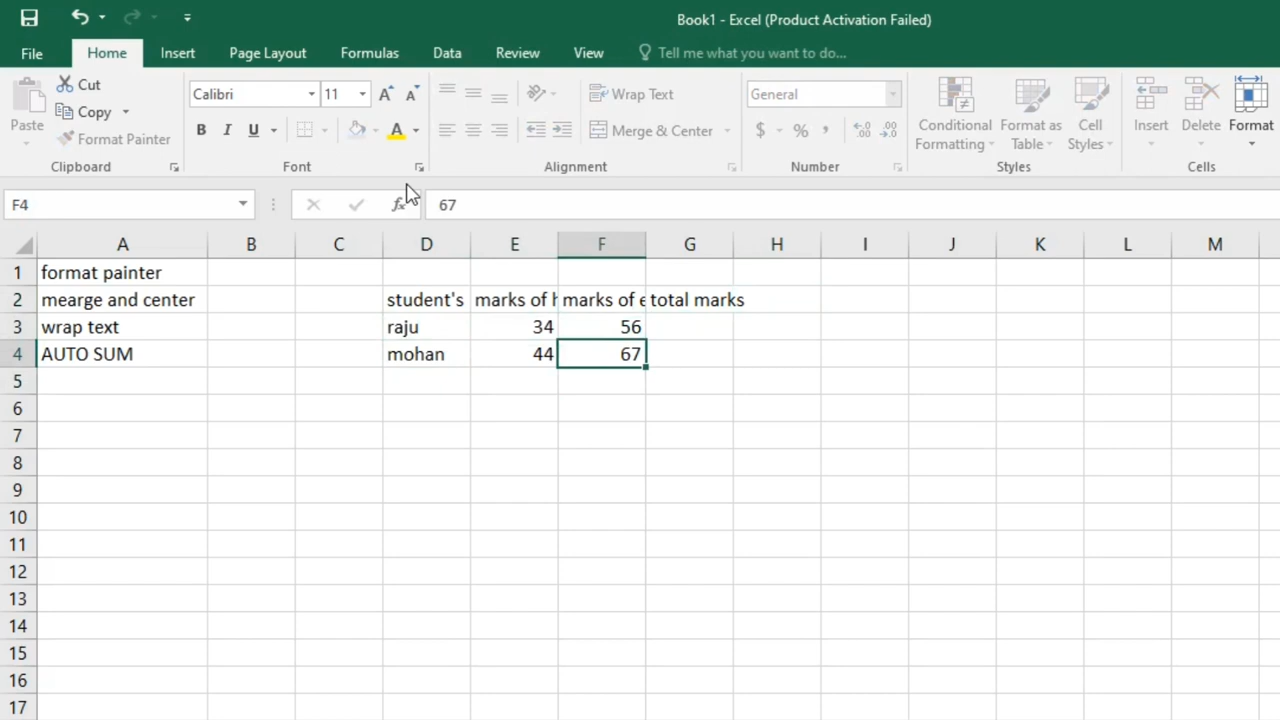 Book1 - Excel (Product Activation Failed)
File Home Insert Page Layout Formulas Data Review View Tell me what you want to do...
Paste Cut Copy Format Painter
Clipboard
Calibri 11
B I U A
Font
Wrap Text
Merge & Center
Alignment
General
$ % , .00 .0
Number
Conditional Formatting
Format as Table
Cell Styles
Styles
Insert Delete Format
Cells
F4 fx 67
A B C D E F G H I J K L M
1 format painter
2 mearge and center student's marks of marks of total marks
3 wrap text raju 34 56
4 AUTO SUM mohan 44 67
5
6
7
8
9
10
11
12
13
14
15
16
17